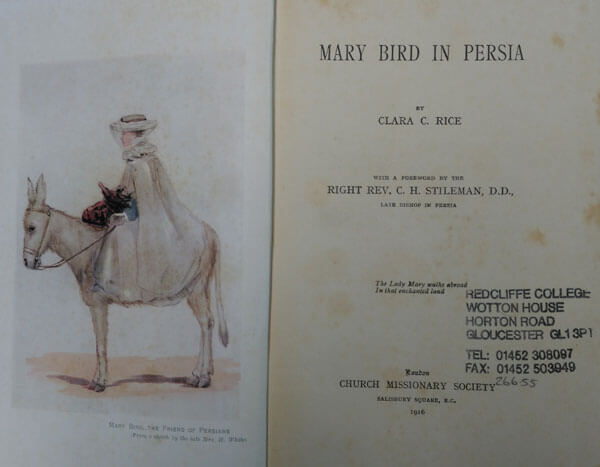 MARY BIRD, THE FRIEND OF PERSIANS
(From a sketch by the late Rev. H. White)
MARY BIRD IN PERSIA
BY
CLARA C. RICE
WITH A FOREWORD BY THE
RIGHT REV. C. H. STILEMAN, D.D.,
LATE BISHOP IN PERSIA
The Lady Mary walks abroad
In that enchanted land
REDCLIFFE COLLEGE
WOTTON HOUSE
HORTON ROAD
GLOUCESTER GL1 3PT
TEL: 01452 308097
FAX: 01452 503949
London
CHURCH MISSIONARY SOCIETY
26655
SALISBURY SQUARE, E.C.
1916